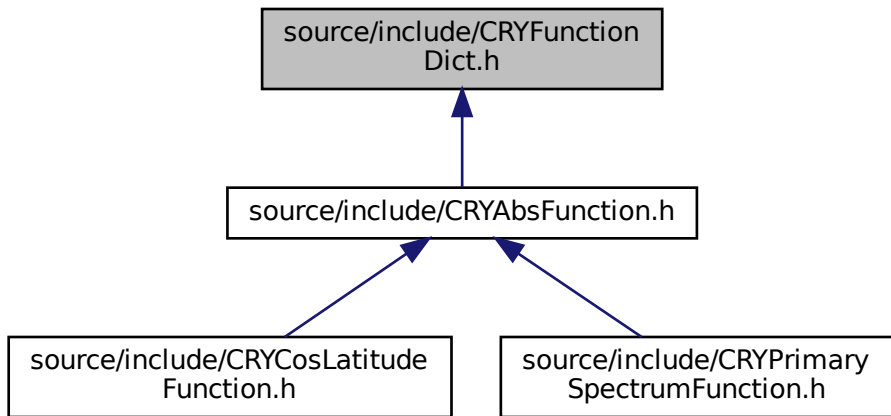 source/include/CRYFunction
Dict.h
source/include/CRYAbsFunction.h
source/include/CRYCosLatitude
Function.h
source/include/CRYPrimary
SpectrumFunction.h